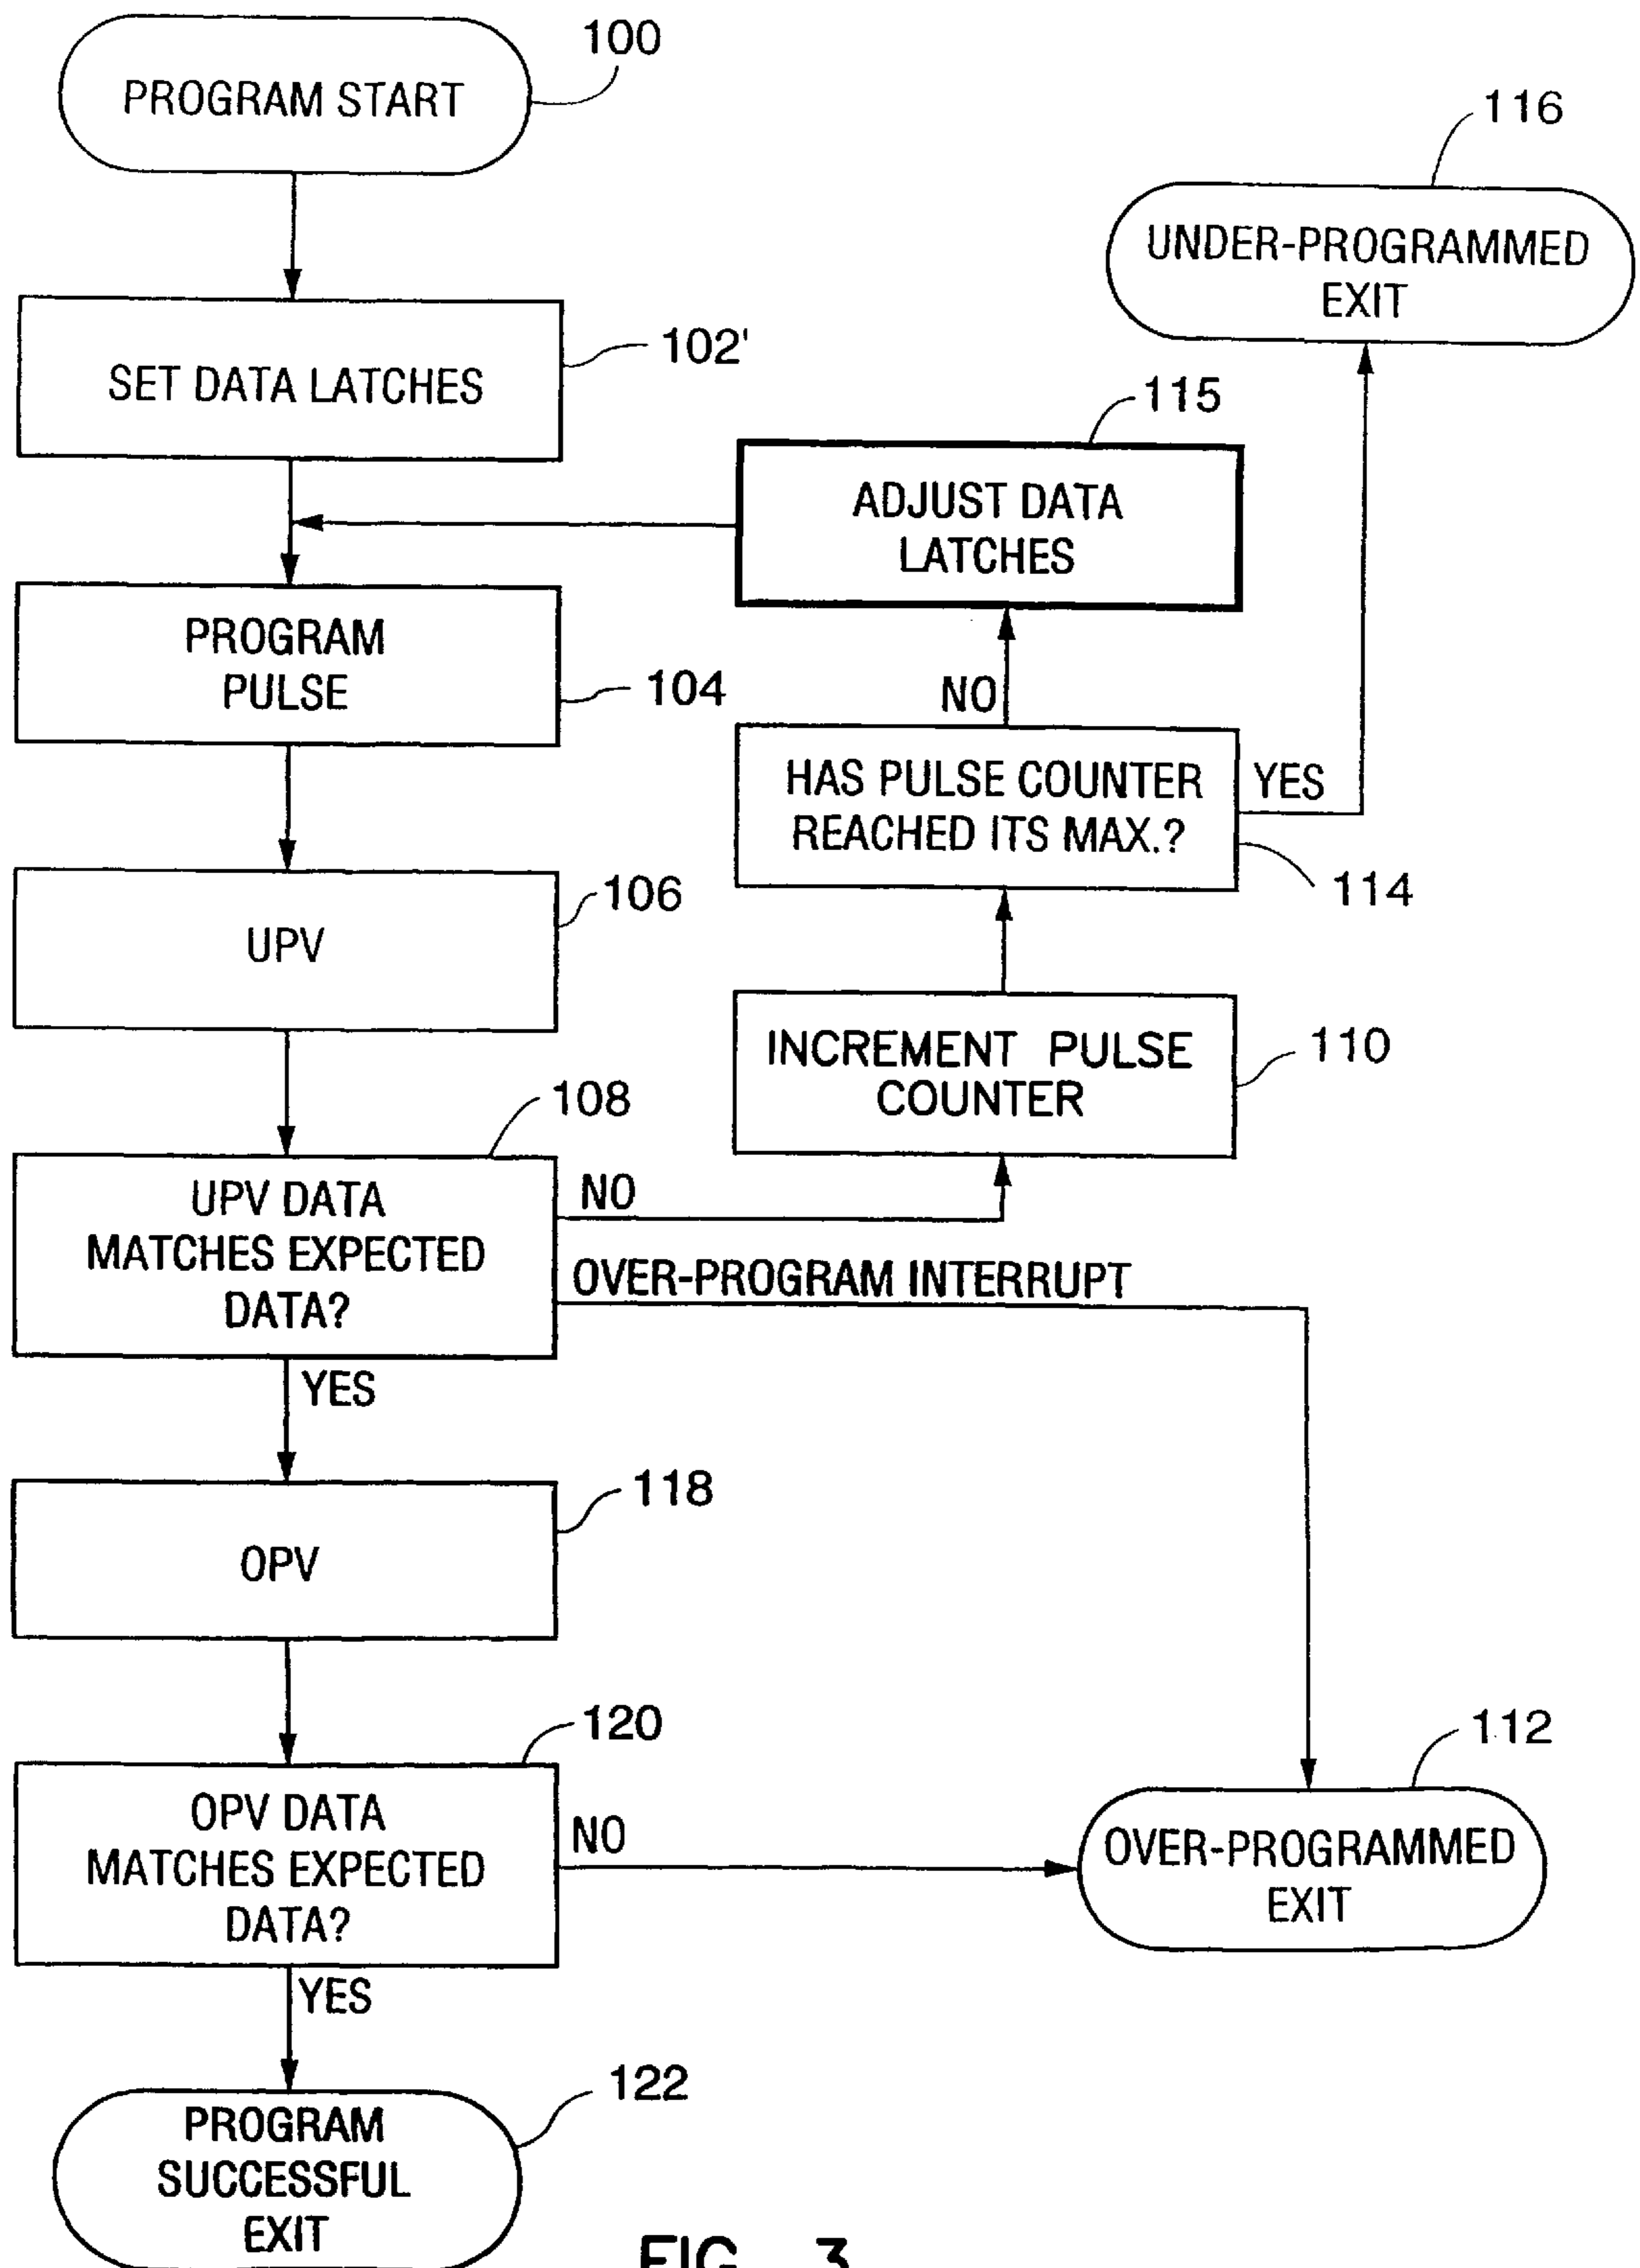 PROGRAM START
100
116
UNDER-PROGRAMMED
EXIT
SET DATA LATCHES
102'
115
ADJUST DATA
LATCHES
PROGRAM
PULSE
104
NO
HAS PULSE COUNTER
REACHED ITS MAX.?
YES
114
UPV
106
INCREMENT PULSE
COUNTER
110
108
UPV DATA
MATCHES EXPECTED
DATA?
NO
OVER-PROGRAM INTERRUPT
YES
OPV
118
120
OPV DATA
MATCHES EXPECTED
DATA?
NO
112
OVER-PROGRAMMED
EXIT
YES
122
PROGRAM
SUCCESSFUL
EXIT
FIG. 3